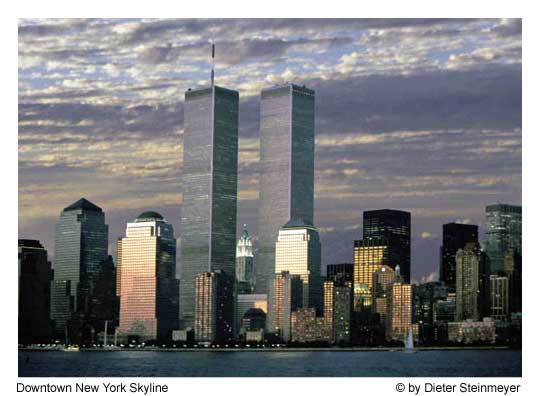 Downtown New York Skyline
© by Dieter Steinmeyer